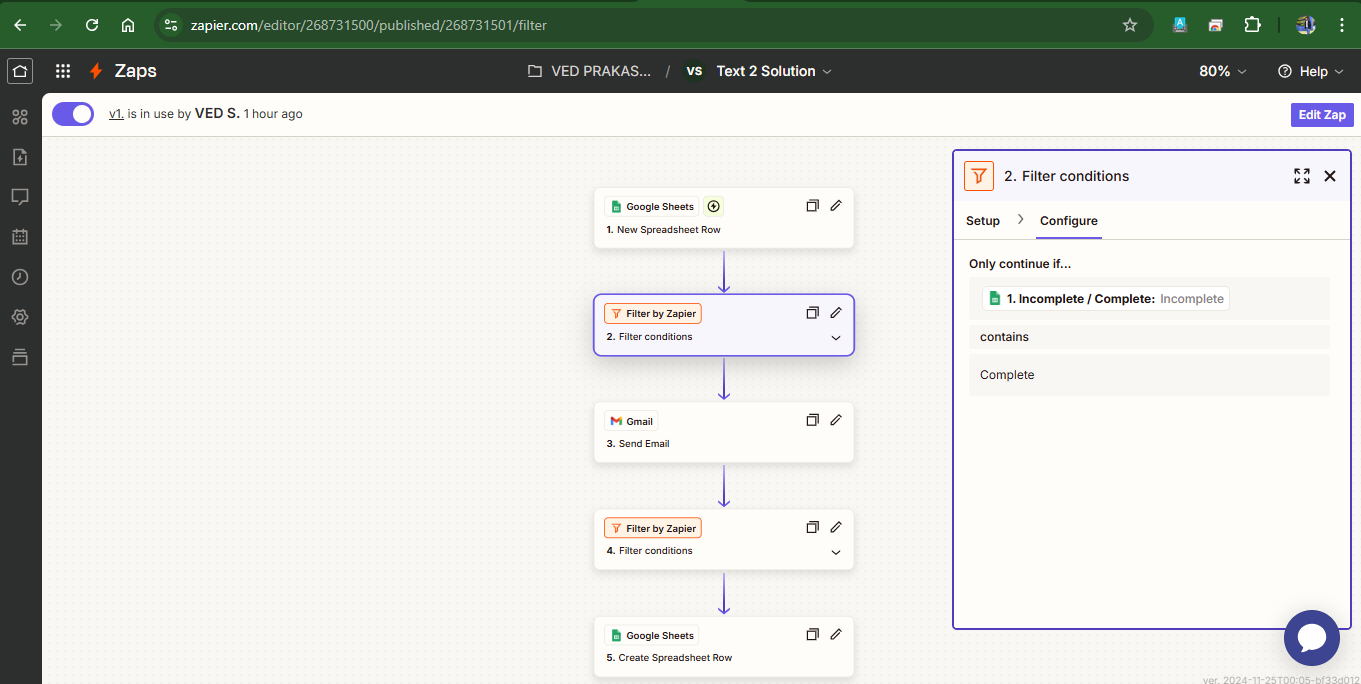 zapier.com/editor/268731500/published/268731501/filter
Zaps
VED PRAKAS... / VS Text 2 Solution
80%
Help
v1. is in use by VED S. 1 hour ago
Edit Zap
Google Sheets
1. New Spreadsheet Row
Filter by Zapier
2. Filter conditions
Gmail
3. Send Email
Filter by Zapier
4. Filter conditions
Google Sheets
5. Create Spreadsheet Row
2. Filter conditions
Setup > Configure
Only continue if...
1. Incomplete / Complete: Incomplete
contains
Complete
ver. 2024-11-25T00:05-bf33d012